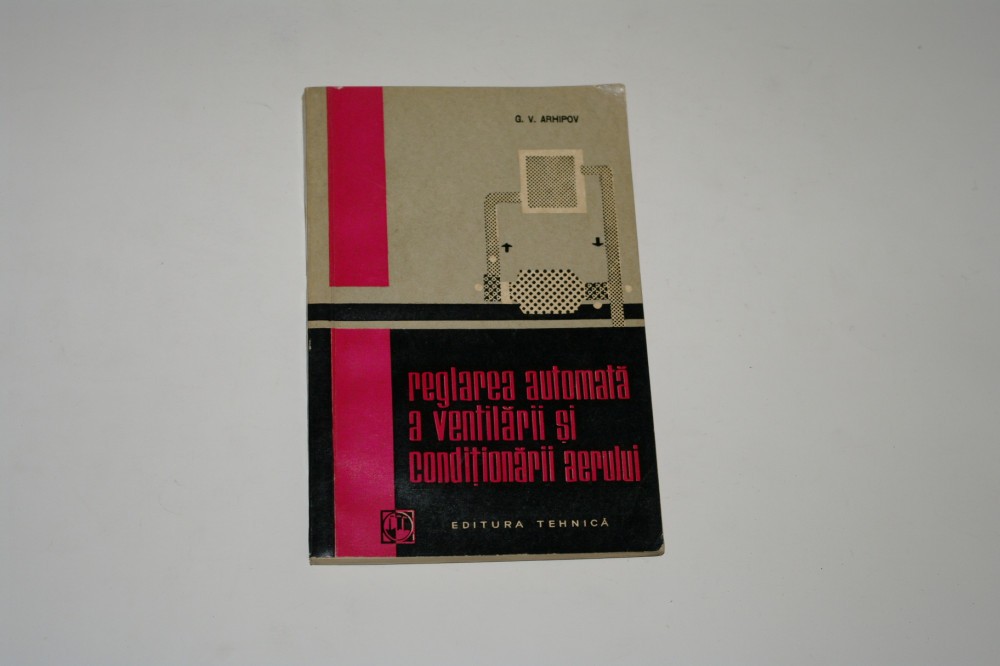 G. V. ARHIPOV
reglarea automată
a ventilării și
condiționării aerului
EDITURA TEHNICĂ